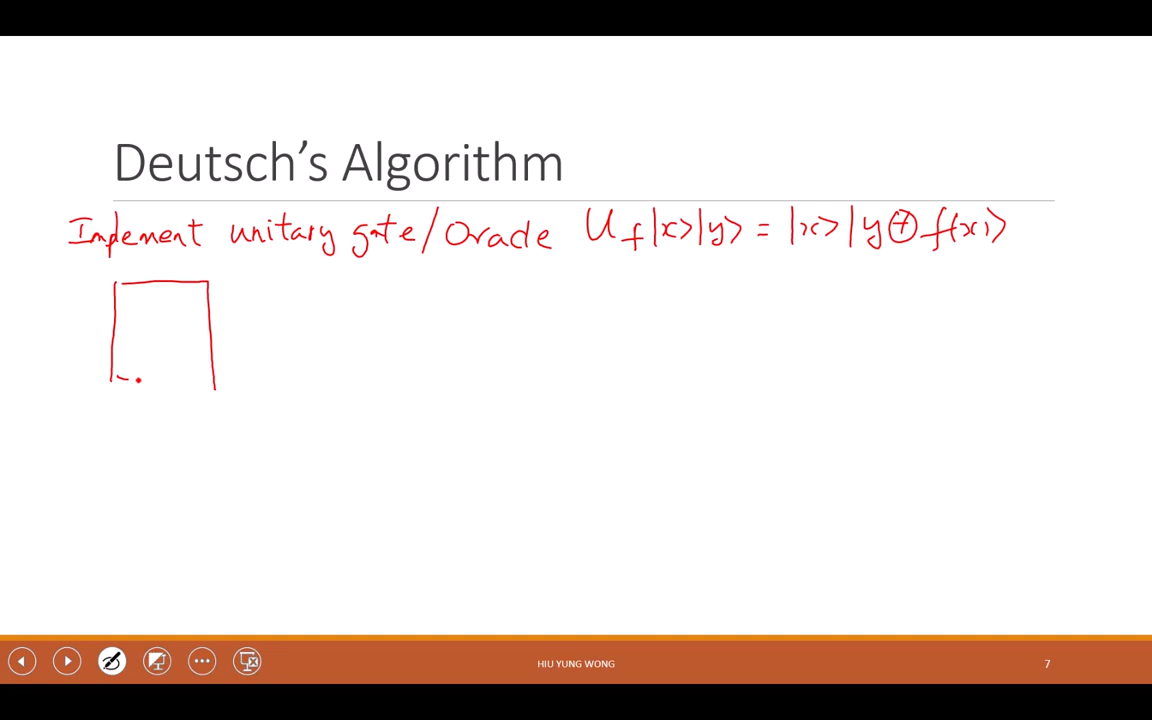 Deutsch's Algorithm
Implement unitary gate/Oracle U_f|x>|y> = |x>|y⊕f(x)>
HIU YUNG WONG
7